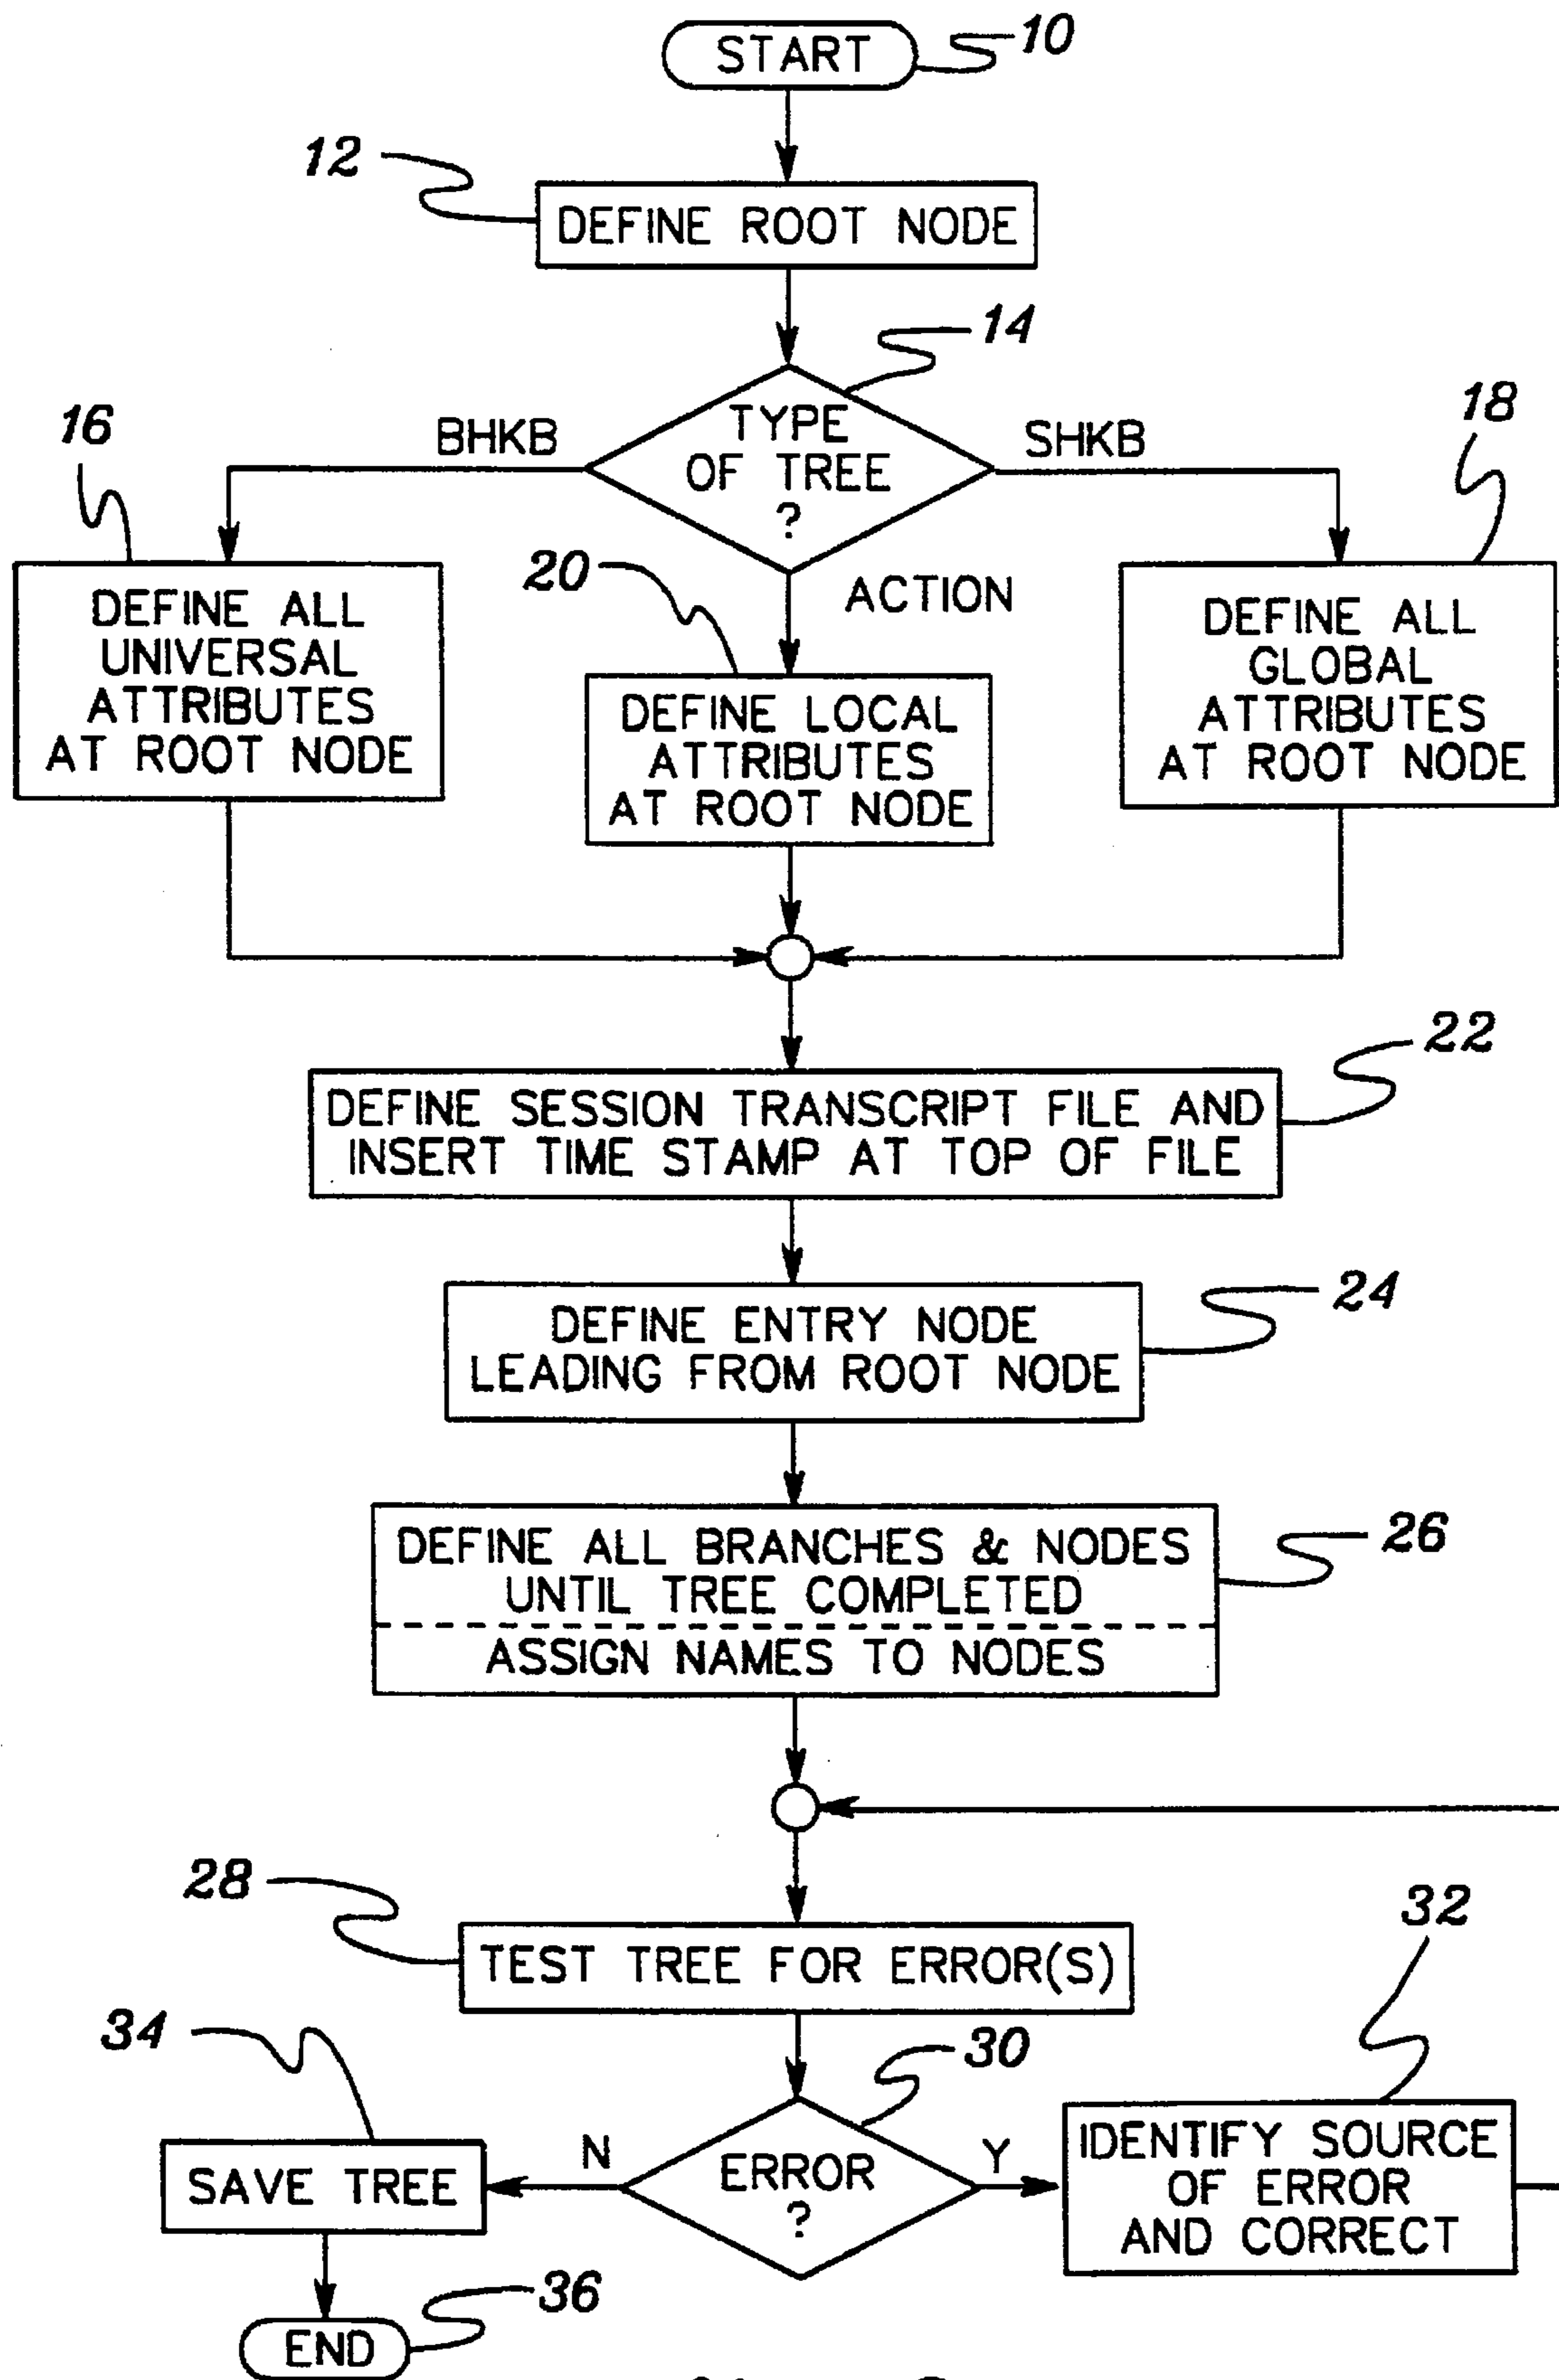 START
10
12
DEFINE ROOT NODE
14
TYPE
OF TREE
?
BHKB
SHKB
16
18
20
ACTION
DEFINE ALL
UNIVERSAL
ATTRIBUTES
AT ROOT NODE
DEFINE LOCAL
ATTRIBUTES
AT ROOT NODE
DEFINE ALL
GLOBAL
ATTRIBUTES
AT ROOT NODE
22
DEFINE SESSION TRANSCRIPT FILE AND
INSERT TIME STAMP AT TOP OF FILE
24
DEFINE ENTRY NODE
LEADING FROM ROOT NODE
26
DEFINE ALL BRANCHES & NODES
UNTIL TREE COMPLETED
ASSIGN NAMES TO NODES
28
TEST TREE FOR ERROR(S)
32
34
30
SAVE TREE
N
ERROR
?
Y
IDENTIFY SOURCE
OF ERROR
AND CORRECT
36
END